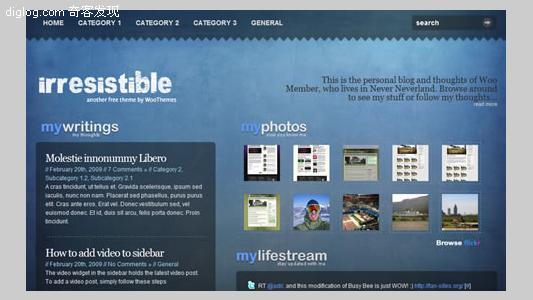 diglog.com 奇客发现
HOME CATEGORY 1 CATEGORY 2 CATEGORY 3 GENERAL
search
irresistible
another free theme by WooThemes
This is the personal blog and thoughts of Woo
Member, who lives in Never Neverland. Browse around
to see my stuff or follow my thoughts...
read more
mywritings
my thoughts
Molestie innonummy Libero
// February 20th, 2009 // 7 Comments » // Category 2,
Subcategory 1.2, Subcategory 2.1
A cras tincidunt, ut tellus et. Gravida scelerisque, ipsum sed
iaculis, nunc non nam. Placerat sed phasellus, purus purus
elit. Cras ante eros. Erat vel. Donec vestibulum sed, vel
euismod donec. Et id, duis sit arcu, felis porta donec. Proin
tincidunt.
How to add video to sidebar
// February 20th, 2009 // No Comments » // General
The video widget in the sidebar holds the latest video post.
To add a video post, simply follow these steps
myphotos
Browse flickr
mylifestream
stay updated with me
RT and this modification of Busy Bee is just WOW! :) http://fan-sites.org/ [#]